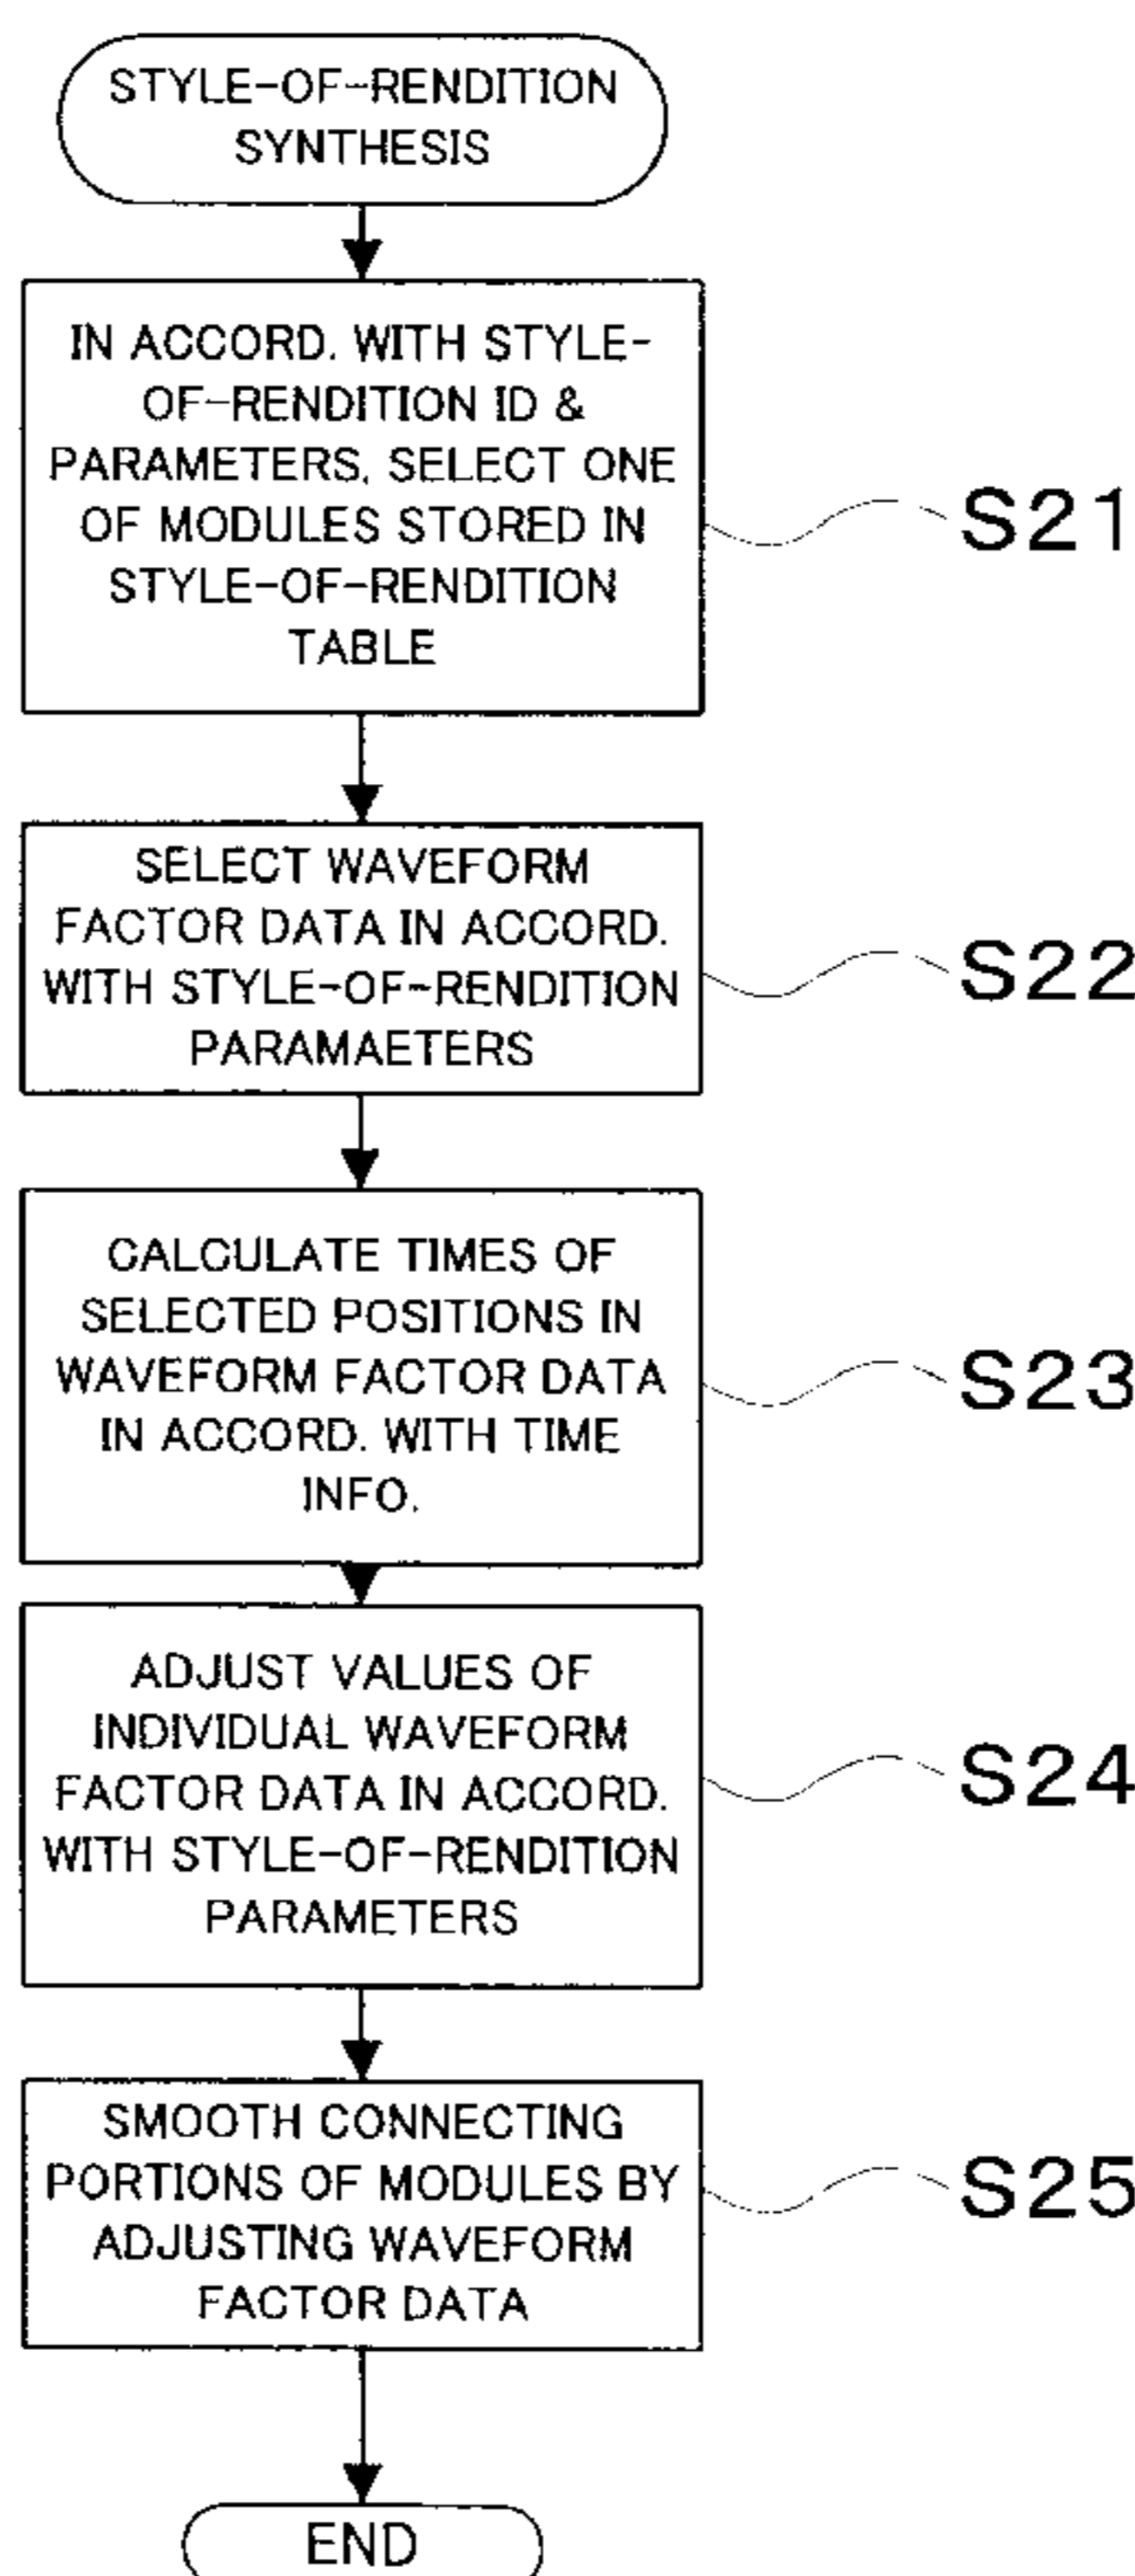 STYLE-OF-RENDITION
SYNTHESIS
IN ACCORD. WITH STYLE-
OF-RENDITION ID &
PARAMETERS, SELECT ONE
OF MODULES STORED IN
STYLE-OF-RENDITION
TABLE
S21
SELECT WAVEFORM
FACTOR DATA IN ACCORD.
WITH STYLE-OF-RENDITION
PARAMAETERS
S22
CALCULATE TIMES OF
SELECTED POSITIONS IN
WAVEFORM FACTOR DATA
IN ACCORD. WITH TIME
INFO.
S23
ADJUST VALUES OF
INDIVIDUAL WAVEFORM
FACTOR DATA IN ACCORD.
WITH STYLE-OF-RENDITION
PARAMETERS
S24
SMOOTH CONNECTING
PORTIONS OF MODULES BY
ADJUSTING WAVEFORM
FACTOR DATA
S25
END